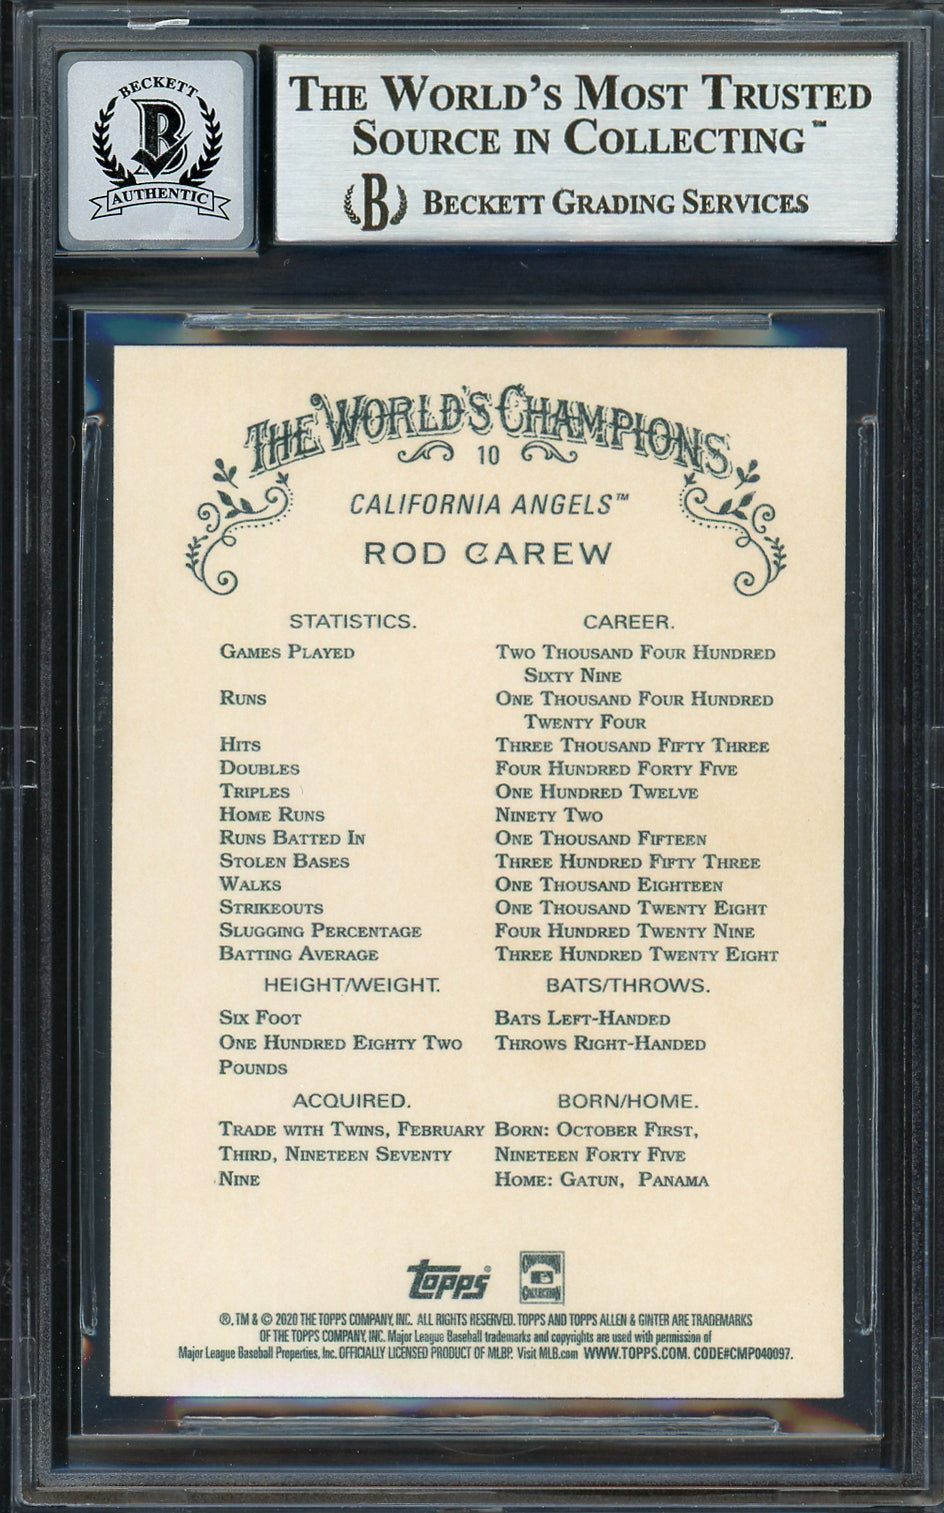 BECKETT
B
AUTHENTIC
THE WORLD'S MOST TRUSTED
SOURCE IN COLLECTING™
B BECKETT GRADING SERVICES
THE WORLD'S CHAMPIONS
10
CALIFORNIA ANGELS™
ROD CAREW
STATISTICS. CAREER.
GAMES PLAYED TWO THOUSAND FOUR HUNDRED
SIXTY NINE
RUNS ONE THOUSAND FOUR HUNDRED
TWENTY FOUR
HITS THREE THOUSAND FIFTY THREE
DOUBLES FOUR HUNDRED FORTY FIVE
TRIPLES ONE HUNDRED TWELVE
HOME RUNS NINETY TWO
RUNS BATTED IN ONE THOUSAND FIFTEEN
STOLEN BASES THREE HUNDRED FIFTY THREE
WALKS ONE THOUSAND EIGHTEEN
STRIKEOUTS ONE THOUSAND TWENTY EIGHT
SLUGGING PERCENTAGE FOUR HUNDRED TWENTY NINE
BATTING AVERAGE THREE HUNDRED TWENTY EIGHT
HEIGHT/WEIGHT. BATS/THROWS.
SIX FOOT BATS LEFT-HANDED
ONE HUNDRED EIGHTY TWO THROWS RIGHT-HANDED
POUNDS
ACQUIRED. BORN/HOME.
TRADE WITH TWINS, FEBRUARY BORN: OCTOBER FIRST,
THIRD, NINETEEN SEVENTY NINETEEN FORTY FIVE
NINE HOME: GATUN, PANAMA
topps® COOPERSTOWN COLLECTION
®, TM & © 2020 THE TOPPS COMPANY, INC. ALL RIGHTS RESERVED. TOPPS AND TOPPS ALLEN & GINTER ARE TRADEMARKS
OF THE TOPPS COMPANY, INC. Major League Baseball trademarks and copyrights are used with permission of
Major League Baseball Properties, Inc. OFFICIALLY LICENSED PRODUCT OF MLBP. Visit MLB.com WWW.TOPPS.COM. CODE#CMP040097.